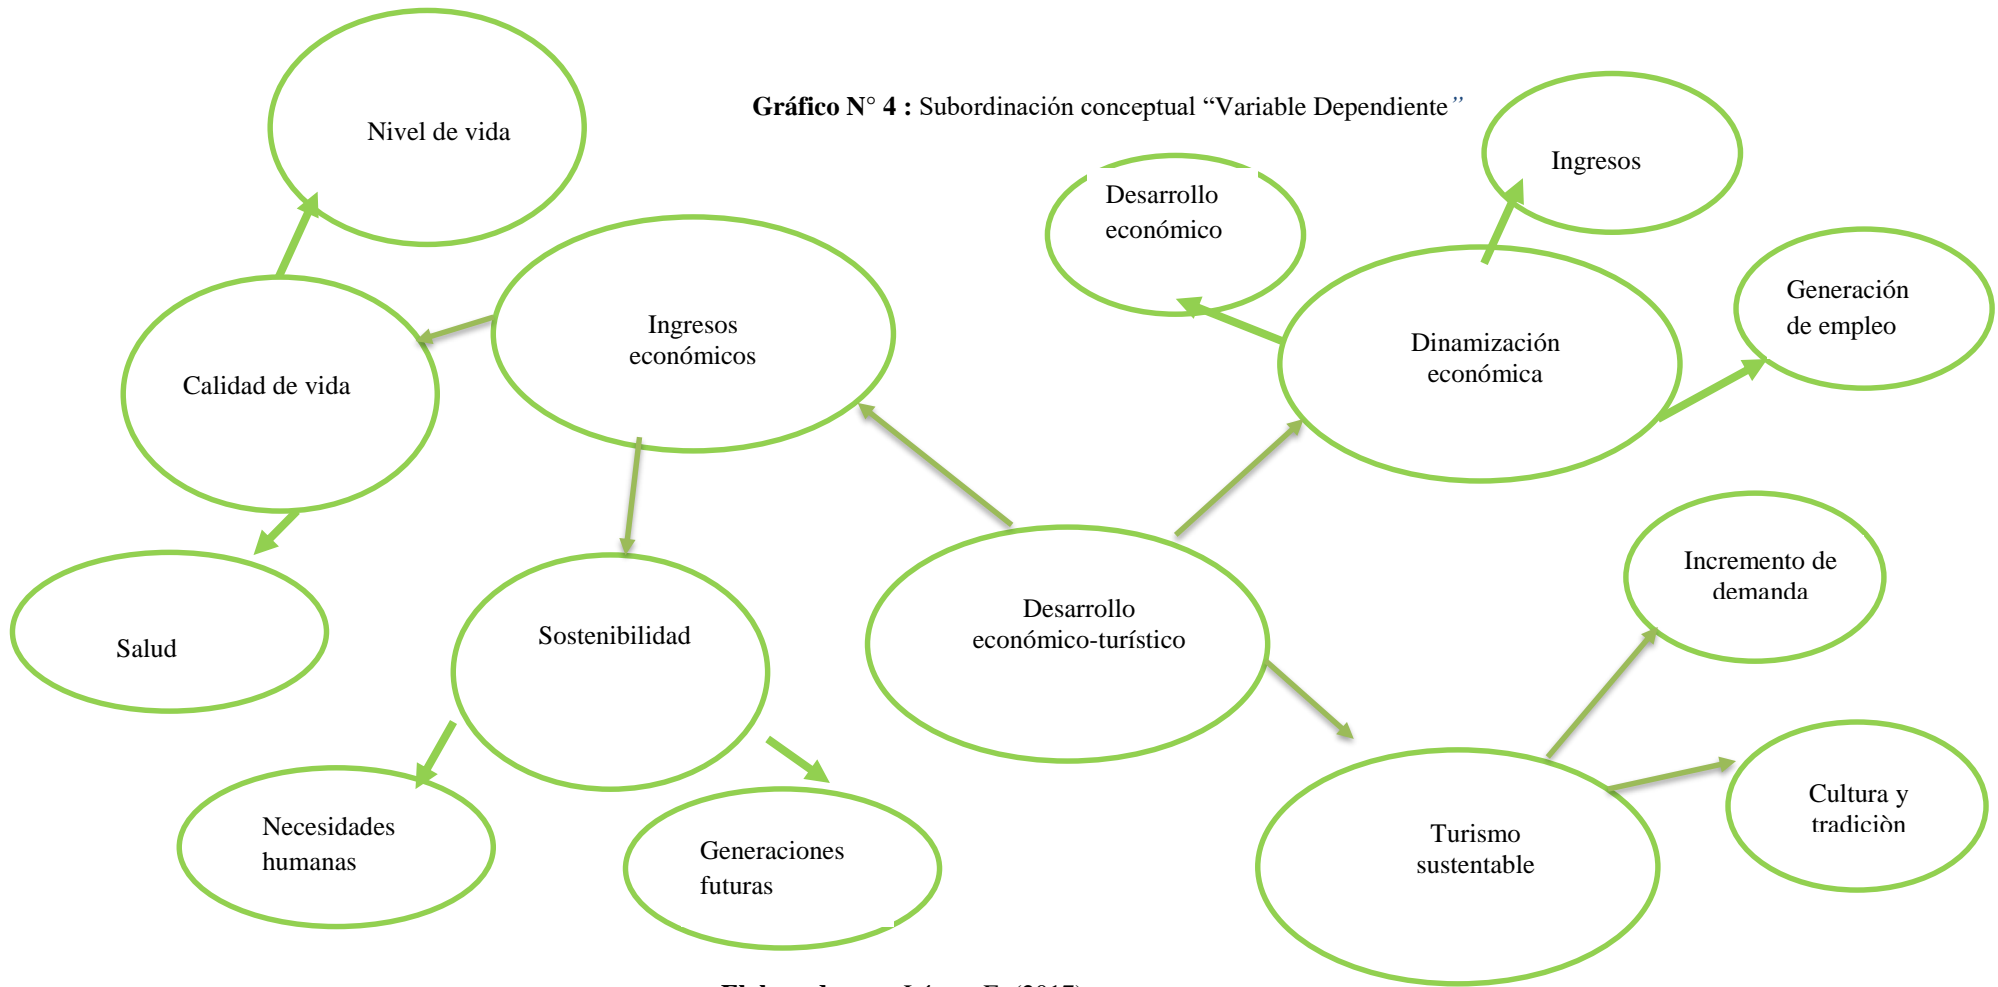 Gráfico N° 4 : Subordinación conceptual “Variable Dependiente”
Nivel de vida
Ingresos
Desarrollo
económico
Generación
de empleo
Ingresos
económicos
Dinamización
económica
Calidad de vida
Incremento de
demanda
Desarrollo
económico-turístico
Sostenibilidad
Salud
Cultura y
tradiciòn
Necesidades
humanas
Generaciones
futuras
Turismo
sustentable